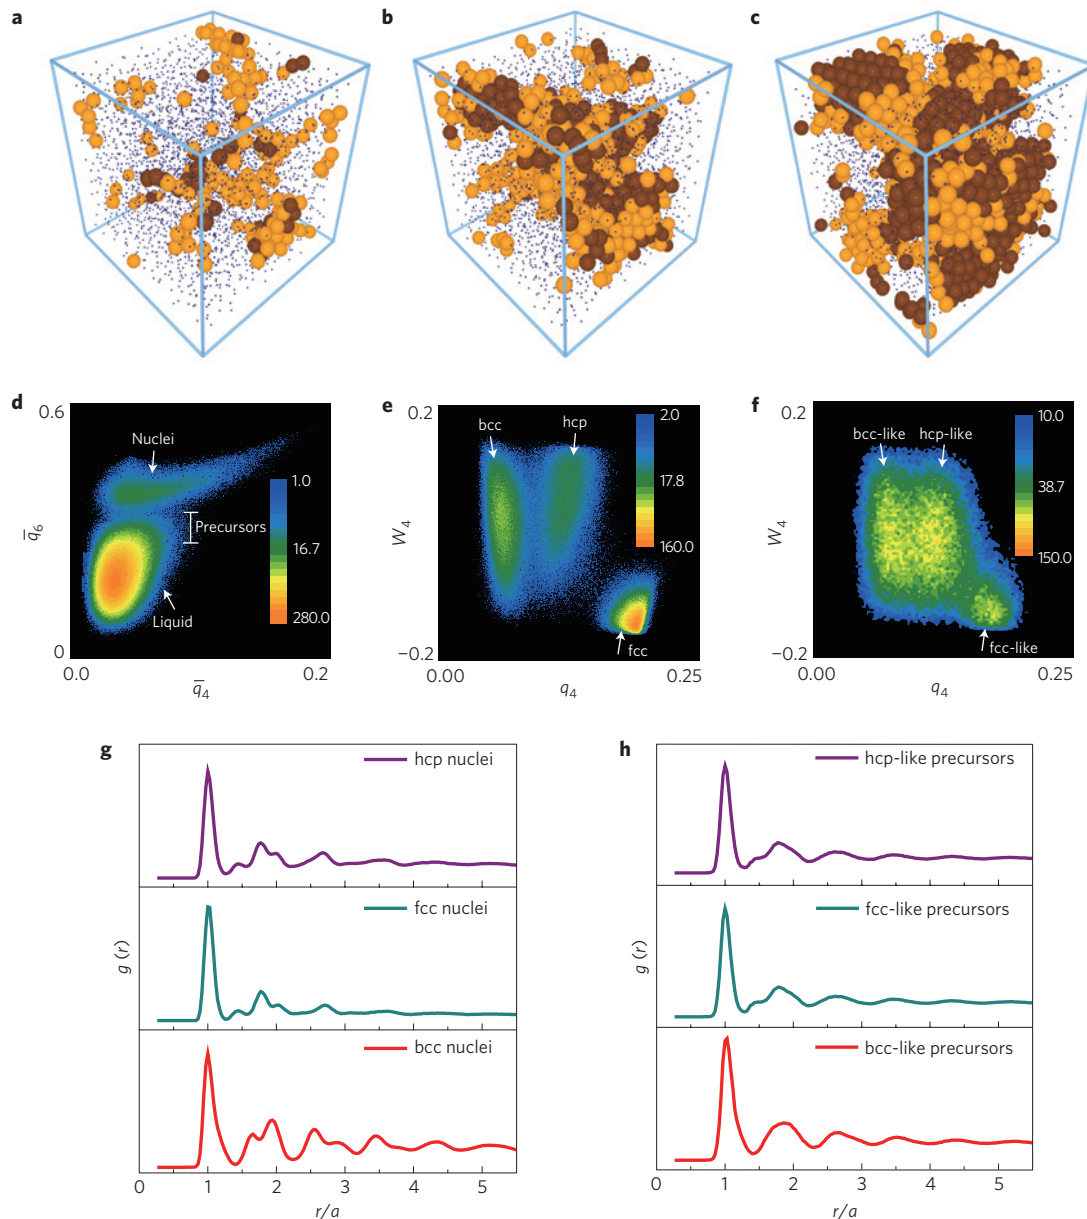 a
b
c
d
0.6
q̅6
0
0.0
q̅4
0.2
Nuclei
Precursors
Liquid
1.0
16.7
280.0
e
0.2
W4
−0.2
0.00
q4
0.25
bcc
hcp
fcc
2.0
17.8
160.0
f
0.2
W4
−0.2
0.00
q4
0.25
bcc-like
hcp-like
fcc-like
10.0
38.7
150.0
g
hcp nuclei
fcc nuclei
bcc nuclei
g (r)
0 1 2 3 4 5
r/a
h
hcp-like precursors
fcc-like precursors
bcc-like precursors
g (r)
0 1 2 3 4 5
r/a